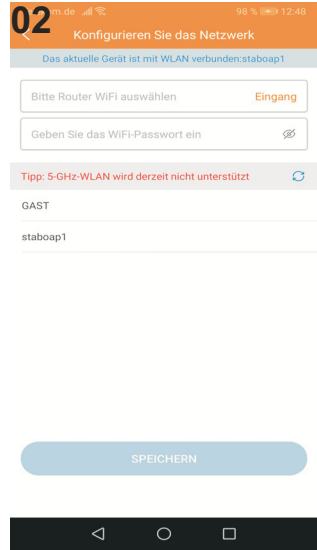 02
m.de 98 % 12:48
Konfigurieren Sie das Netzwerk
Das aktuelle Gerät ist mit WLAN verbunden:staboap1
Bitte Router WiFi auswählen Eingang
Geben Sie das WiFi-Passwort ein
Tipp: 5-GHz-WLAN wird derzeit nicht unterstützt
GAST
staboap1
SPEICHERN